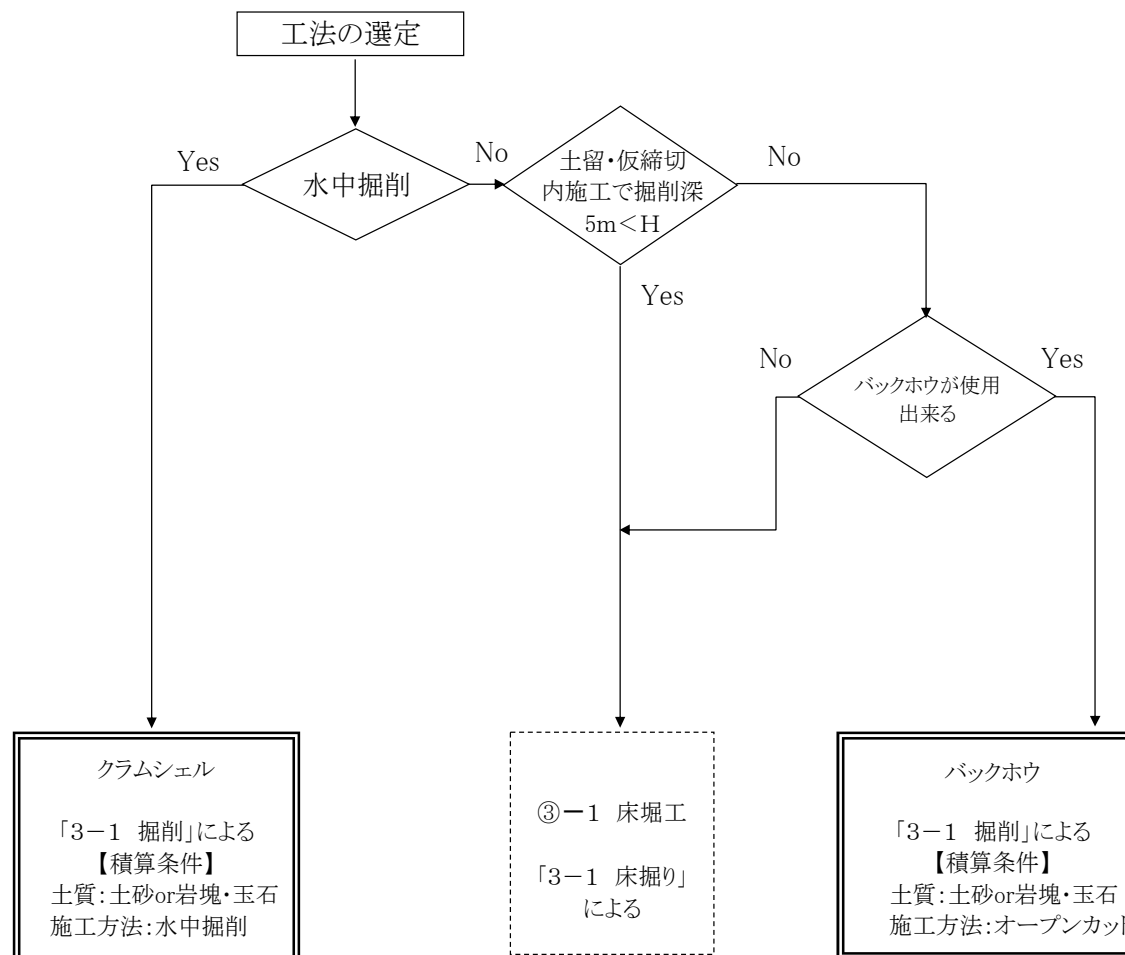 工法の選定
Yes
水中掘削
No
土留・仮締切
内施工で掘削深
5m＜H
No
Yes
No
バックホウが使用
出来る
Yes
クラムシェル
「3－1 掘削」による
【積算条件】
土質：土砂or岩塊・玉石
施工方法：水中掘削
③－1 床堀工
「3－1 床掘り」
による
バックホウ
「3－1 掘削」による
【積算条件】
土質：土砂or岩塊・玉石
施工方法：オープンカット